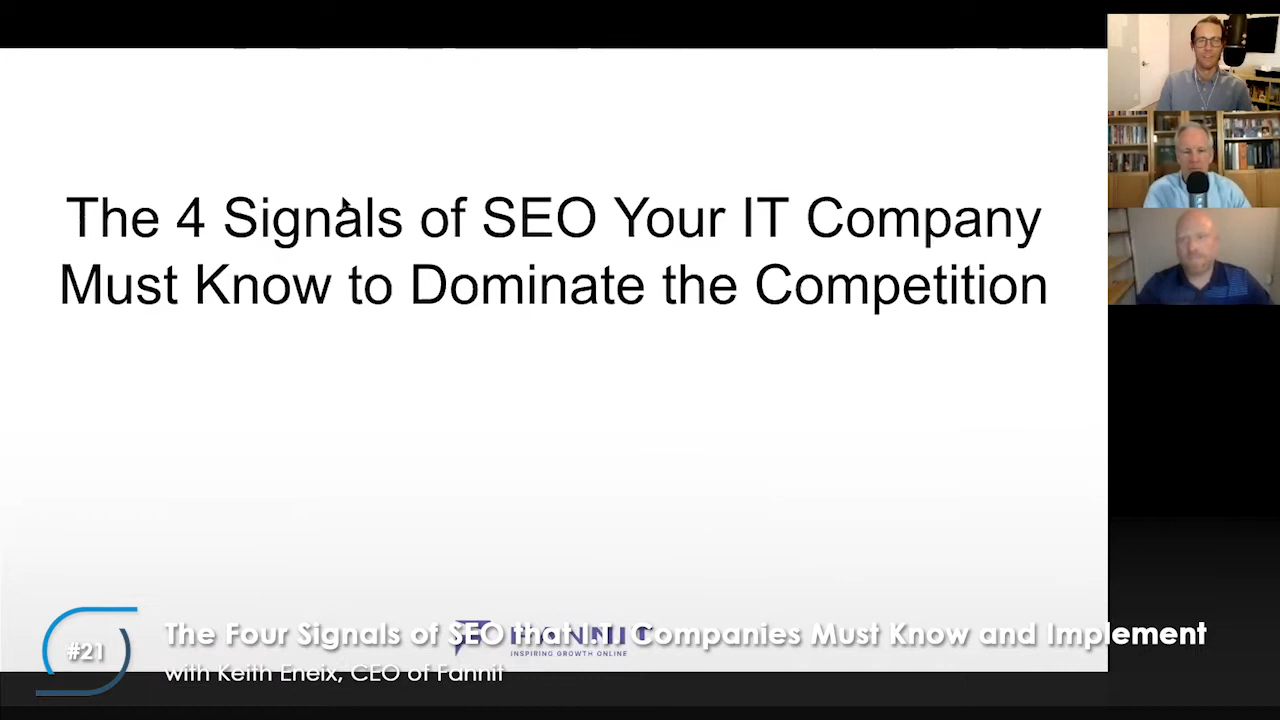 The 4 Signals of SEO Your IT Company
Must Know to Dominate the Competition
#21
The Four Signals of SEO that I.T. Companies Must Know and Implement
with Keith Eneix, CEO of Fannit
FANNIT
INSPIRING GROWTH ONLINE